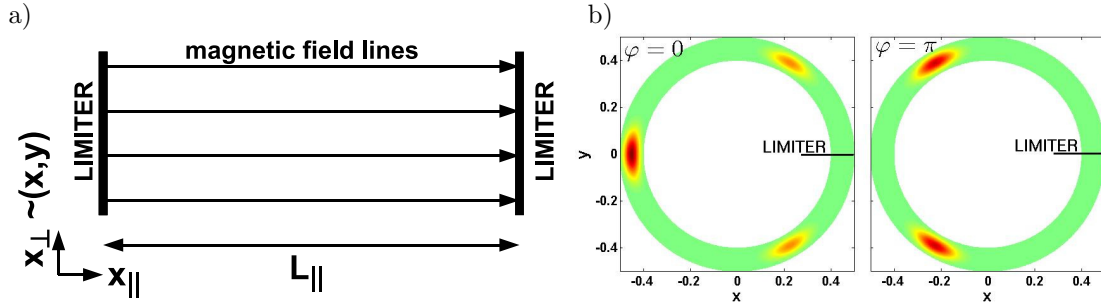 a)
magnetic field lines
LIMITER
LIMITER
x⊥ ~(x,y)
x||
L||
b)
φ = 0
0.4
0.2
0
-0.2
-0.4
y
LIMITER
-0.4 -0.2 0 0.2 0.4
x
φ = π
LIMITER
-0.4 -0.2 0 0.2 0.4
x